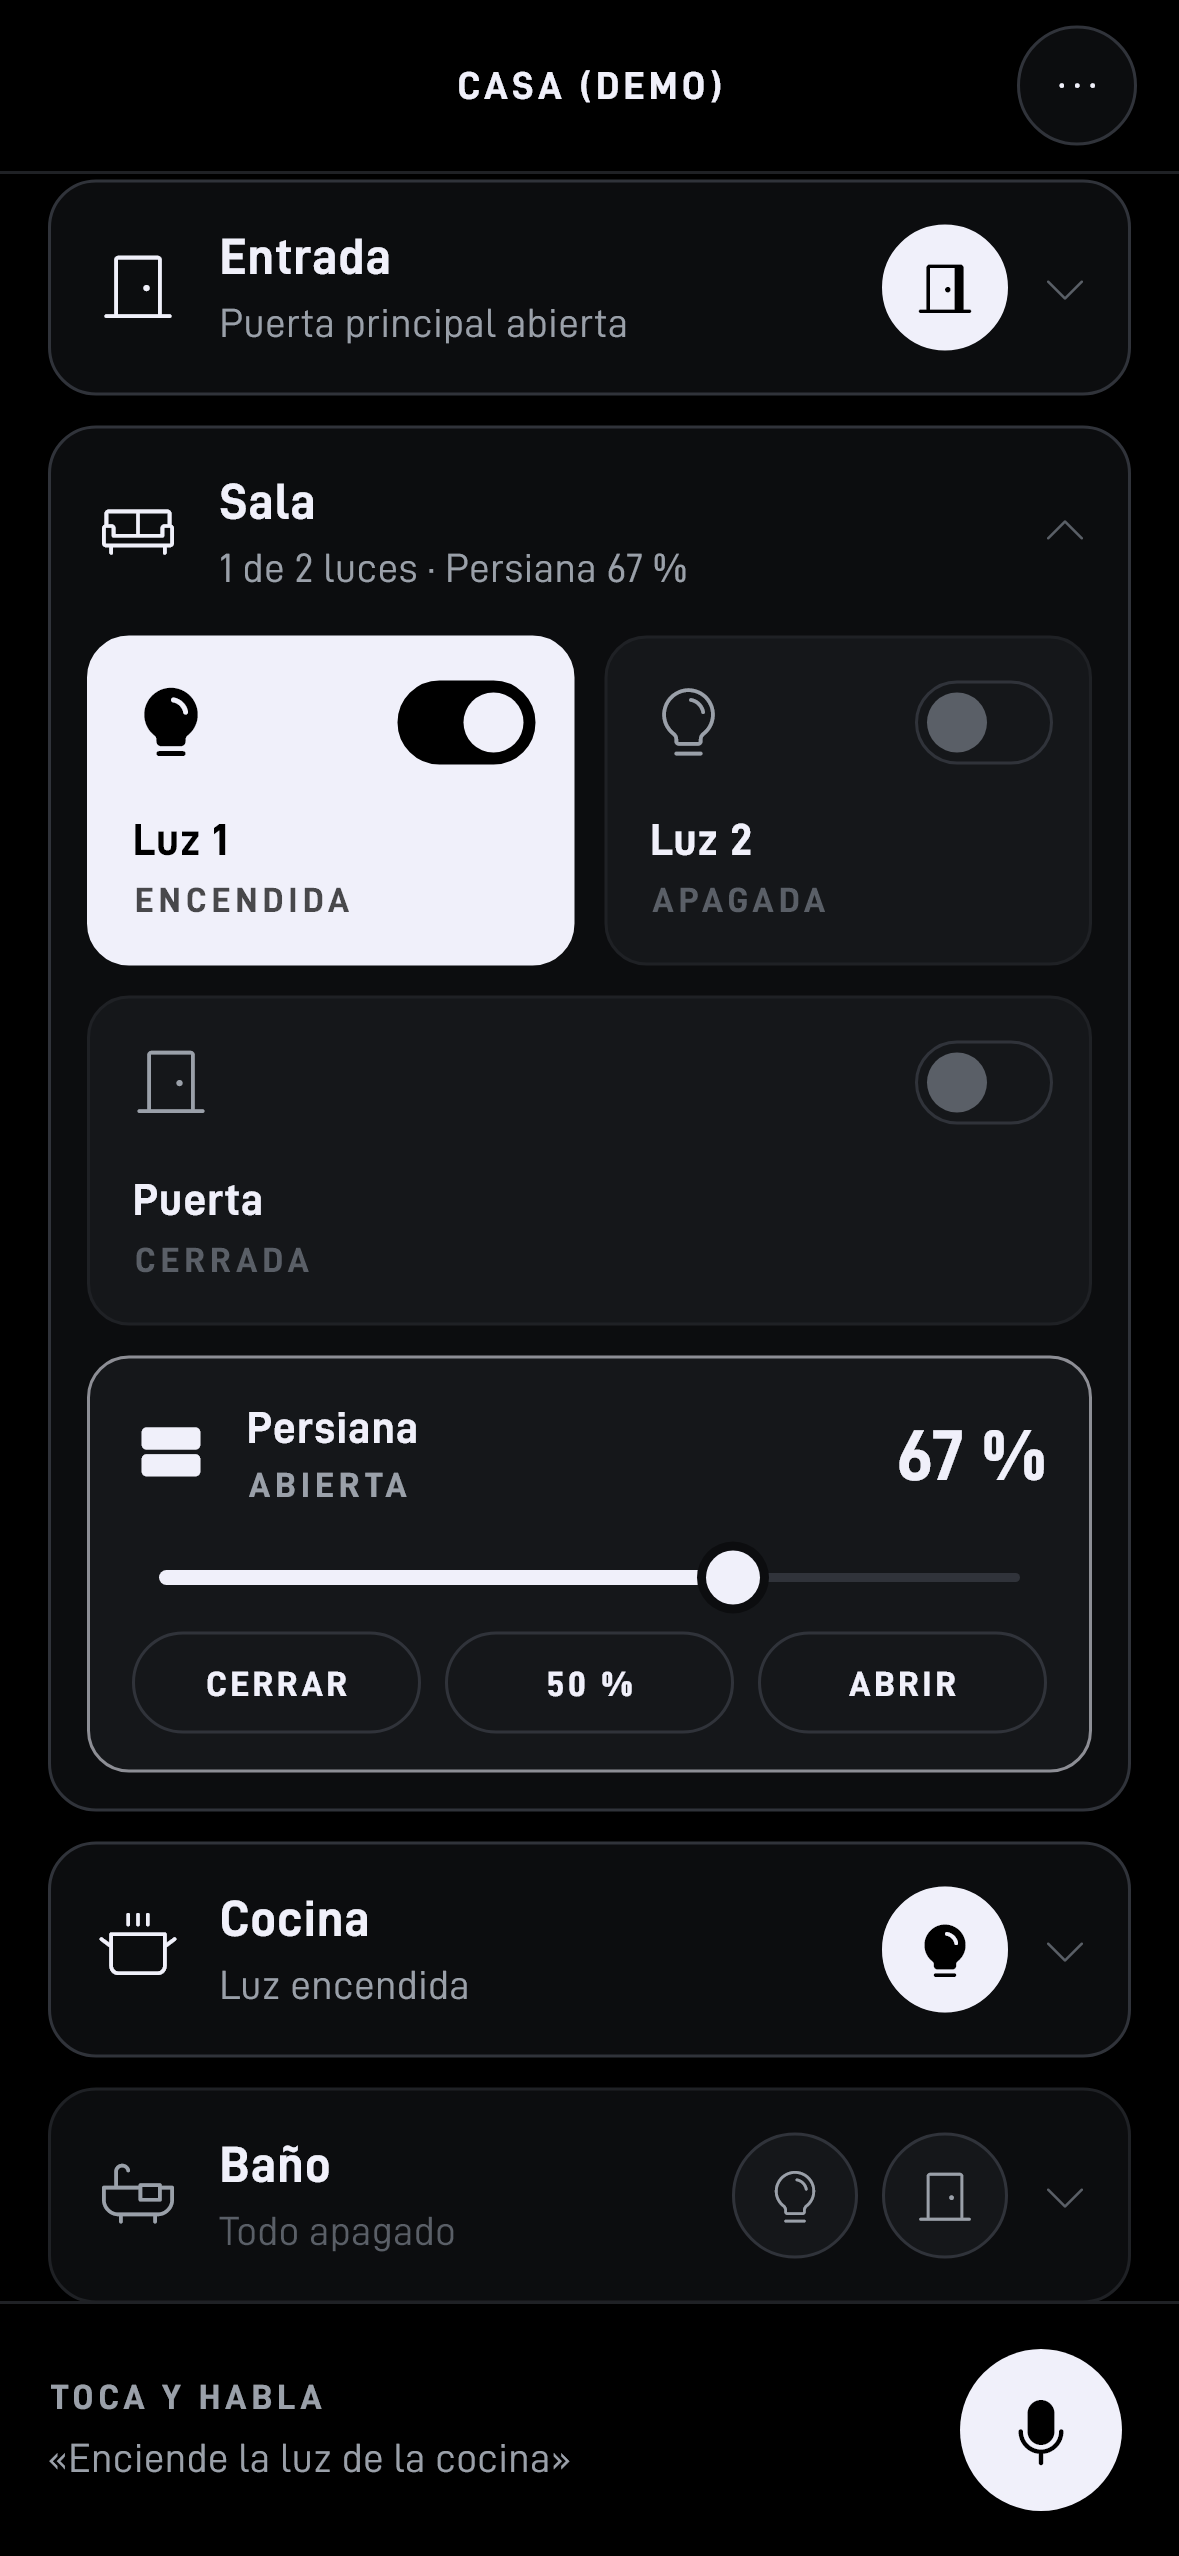 CASA (DEMO)
Entrada
Puerta principal abierta
Sala
1 de 2 luces · Persiana 67 %
Luz 1
ENCENDIDA
Luz 2
APAGADA
Puerta
CERRADA
Persiana
ABIERTA
67 %
CERRAR
50 %
ABRIR
Cocina
Luz encendida
Baño
Todo apagado
TOCA Y HABLA
«Enciende la luz de la cocina»